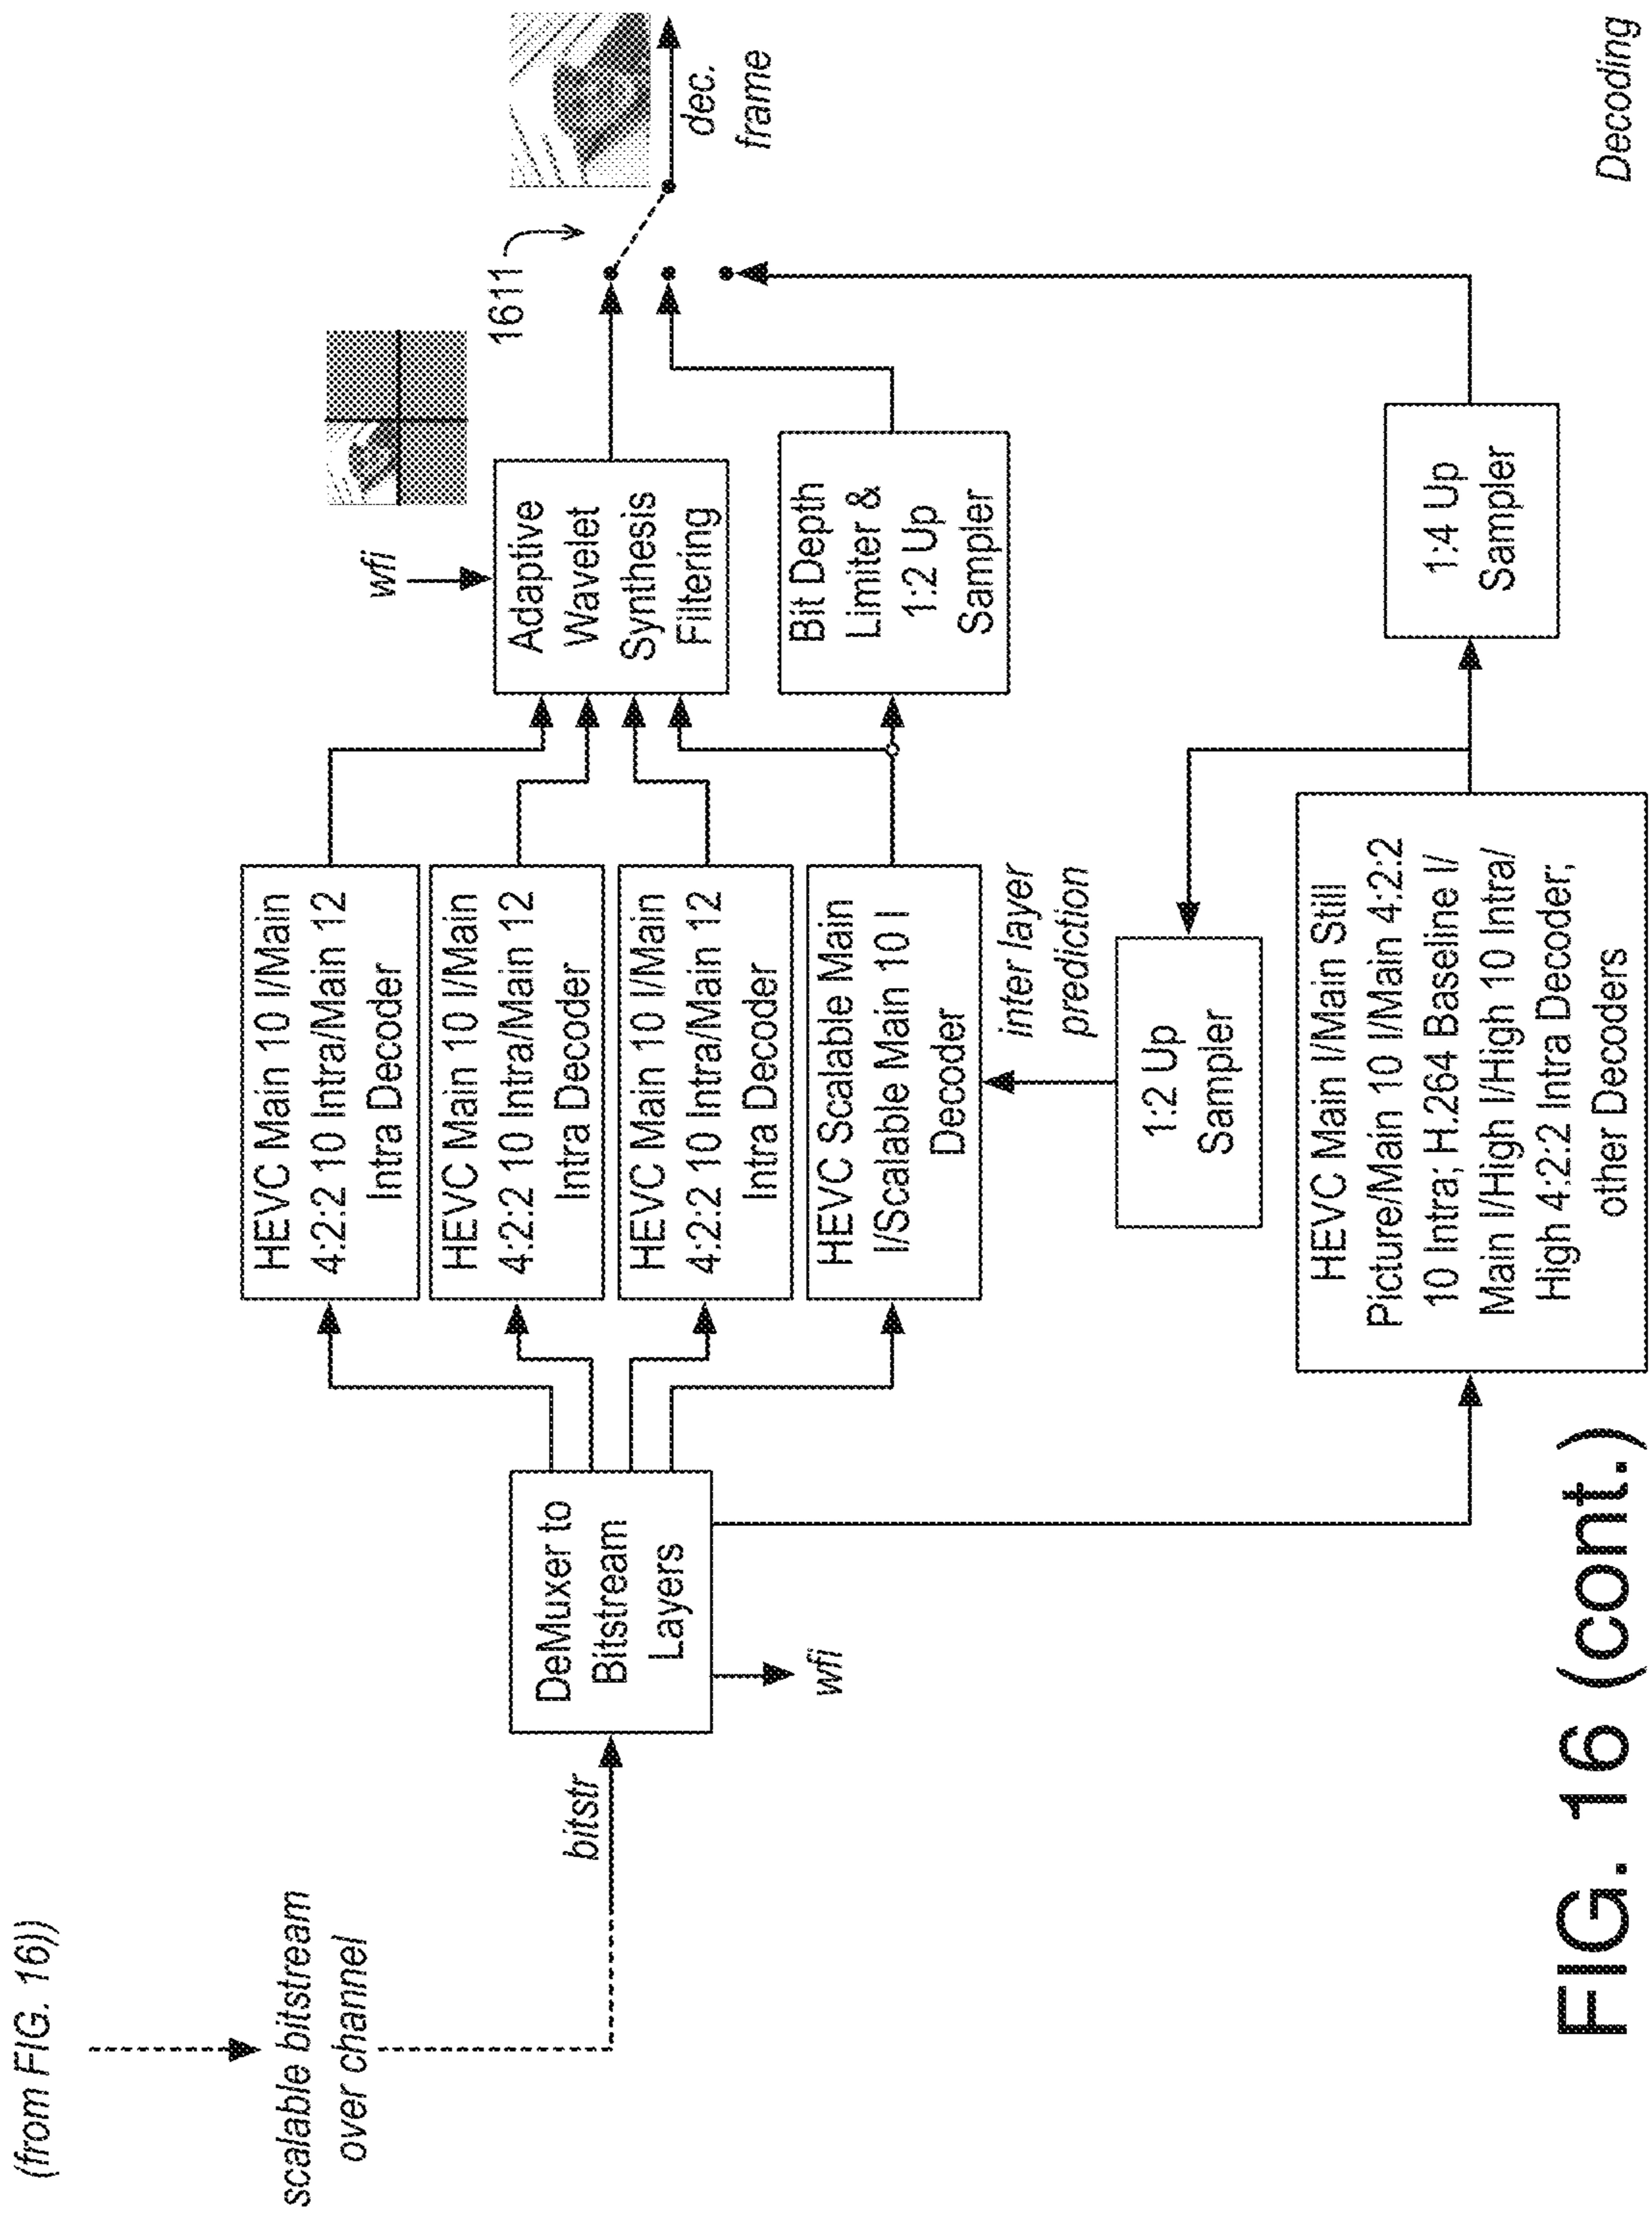 (from FIG. 16))
scalable bitstream
over channel
bitstr
DeMuxer to
Bitstream
Layers
wfi
HEVC Main 10 I/Main
4:2:2 10 Intra/Main 12
Intra Decoder
HEVC Main 10 I/Main
4:2:2 10 Intra/Main 12
Intra Decoder
HEVC Main 10 I/Main
4:2:2 10 Intra/Main 12
Intra Decoder
HEVC Scalable Main
I/Scalable Main 10 I
Decoder
inter layer
prediction
1:2 Up
Sampler
HEVC Main I/Main Still
Picture/Main 10 I/Main 4:2:2
10 Intra; H.264 Baseline I/
Main I/High I/High 10 Intra/
High 4:2:2 Intra Decoder;
other Decoders
wfi
Adaptive
Wavelet
Synthesis
Filtering
Bit Depth
Limiter &
1:2 Up
Sampler
1:4 Up
Sampler
1611
dec.
frame
Decoding
FIG. 16 (cont.)